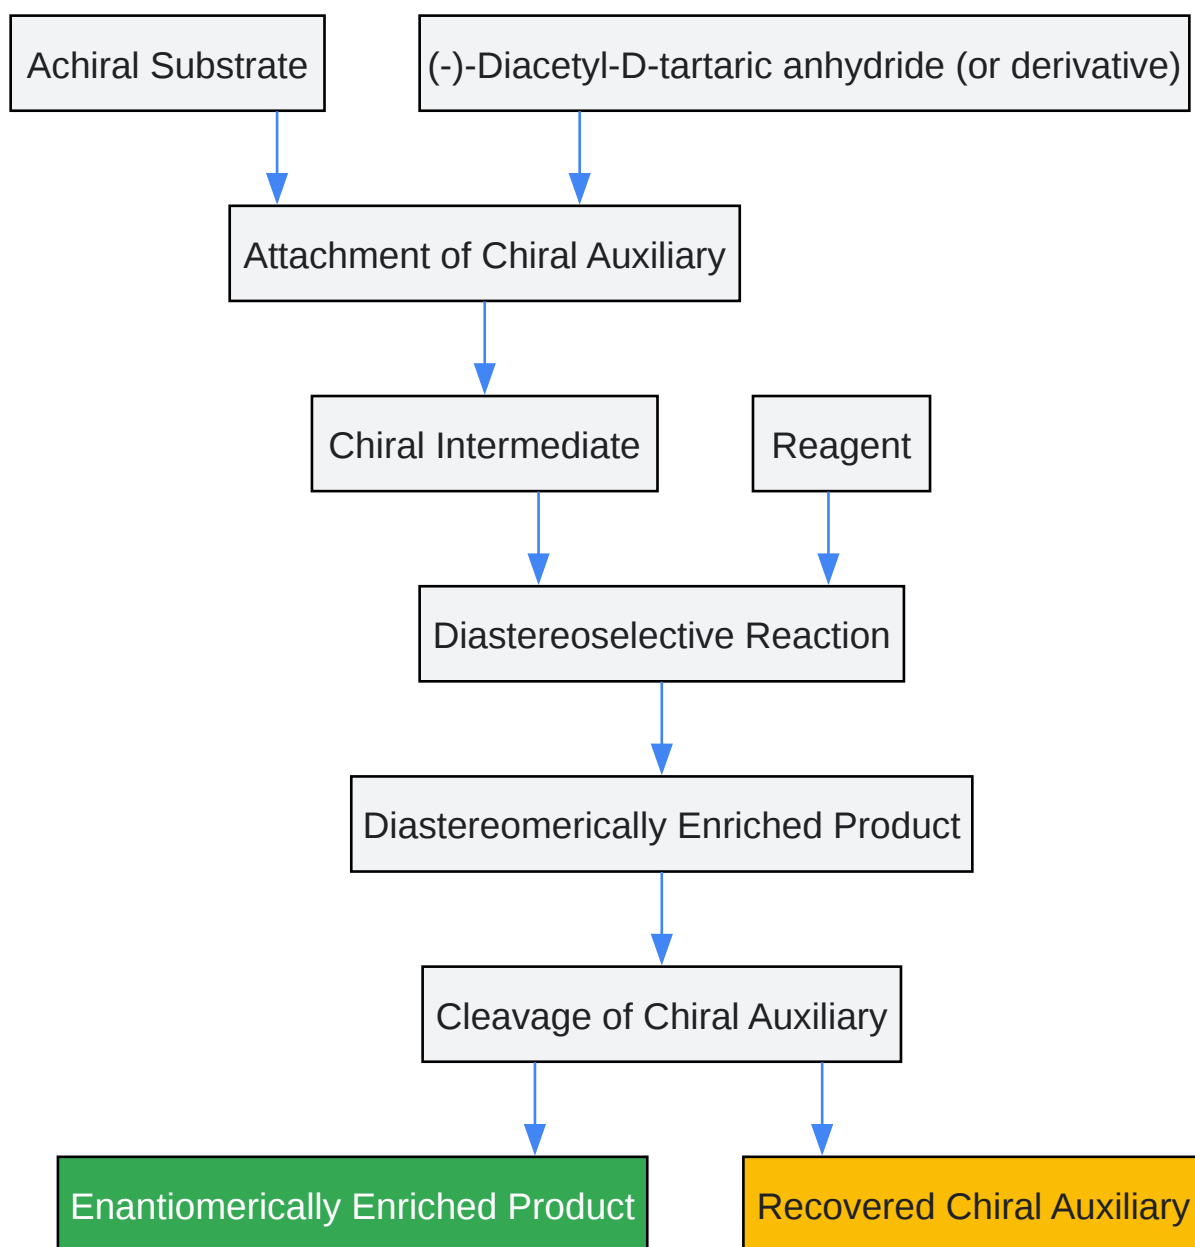 Achiral Substrate
(-)-Diacetyl-D-tartaric anhydride (or derivative)
Attachment of Chiral Auxiliary
Chiral Intermediate
Reagent
Diastereoselective Reaction
Diastereomerically Enriched Product
Cleavage of Chiral Auxiliary
Enantiomerically Enriched Product
Recovered Chiral Auxiliary